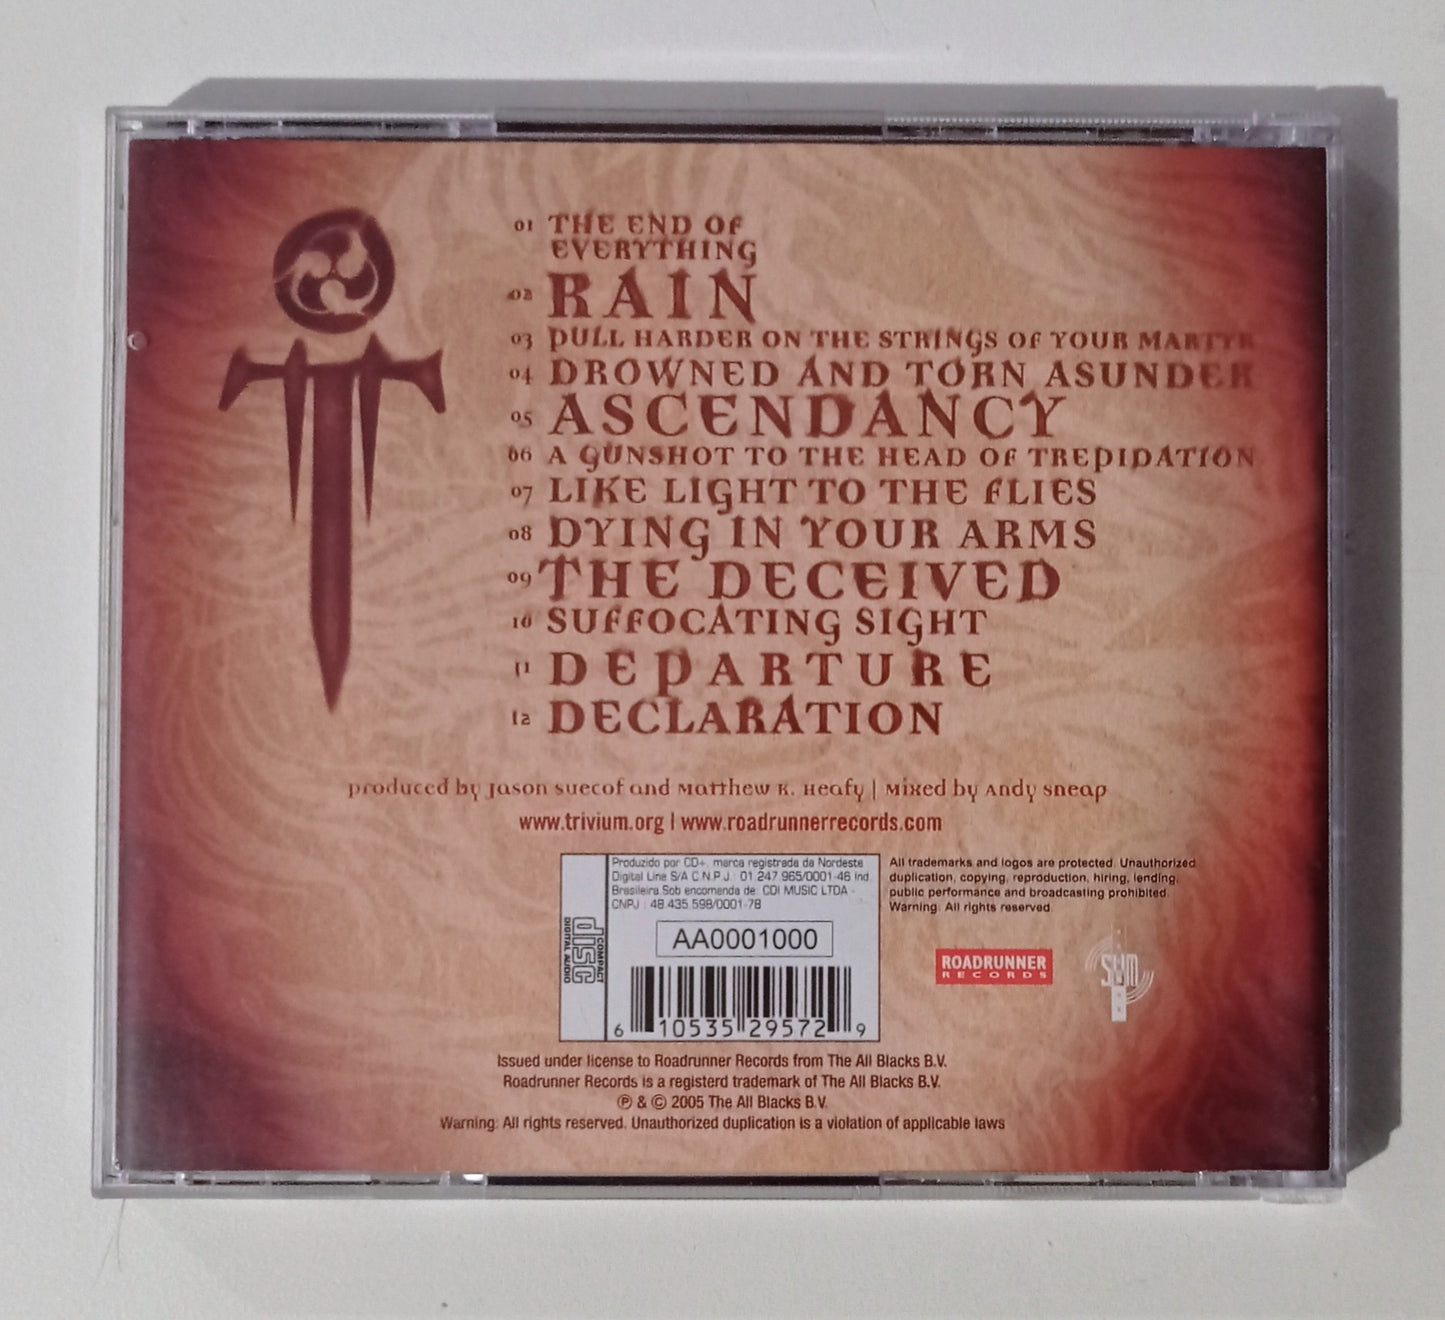 01 THE END OF
EVERYTHING
02 RAIN
03 PULL HARDER ON THE STRINGS OF YOUR MARTYR
04 DROWNED AND TORN ASUNDER
05 ASCENDANCY
06 A GUNSHOT TO THE HEAD OF TREPIDATION
07 LIKE LIGHT TO THE FLIES
08 DYING IN YOUR ARMS
09 THE DECEIVED
10 SUFFOCATING SIGHT
11 DEPARTURE
12 DECLARATION
Produced by Jason Suecof and Matthew K. Heafy | Mixed by Andy Sneap
www.trivium.org | www.roadrunnerrecords.com
Produzido por CD+, marca registrada da Nordeste
Digital Line S/A C.N.P.J.: 01.247.965/0001-46 Ind.
Brasileira Sob encomenda de: CDI MUSIC LTDA -
CNPJ : 48.435.598/0001-78
AA0001000
COMPACT
disc
DIGITAL AUDIO
6 10535 29572 9
All trademarks and logos are protected. Unauthorized
duplication, copying, reproduction, hiring, lending,
public performance and broadcasting prohibited.
Warning: All rights reserved.
ROADRUNNER
RECORDS
SUM
Issued under license to Roadrunner Records from The All Blacks B.V.
Roadrunner Records is a registerd trademark of The All Blacks B.V.
℗ & © 2005 The All Blacks B.V.
Warning: All rights reserved. Unauthorized duplication is a violation of applicable laws